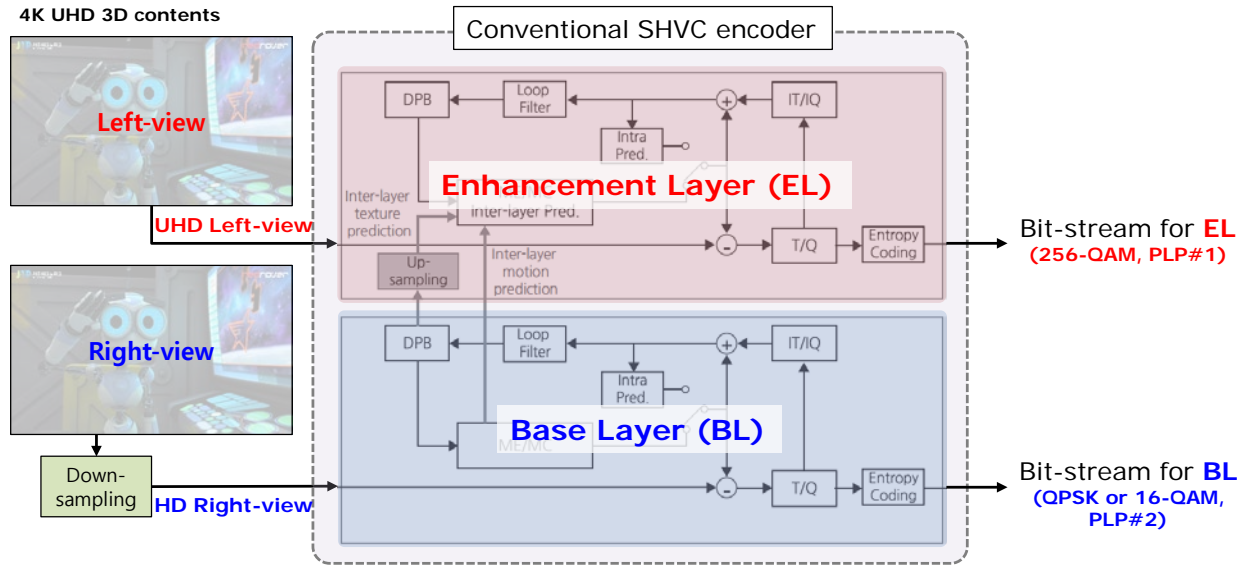 4K UHD 3D contents
Conventional SHVC encoder
Left-view
DPB
Loop
Filter
+
IT/IQ
Intra
Pred.
Enhancement Layer (EL)
Inter-layer
texture
prediction
Inter-layer Pred.
UHD Left-view
-
T/Q
Entropy
Coding
Bit-stream for EL
(256-QAM, PLP#1)
Up-
sampling
Inter-layer
motion
prediction
Right-view
DPB
Loop
Filter
+
IT/IQ
Intra
Pred.
Base Layer (BL)
ME/MC
Down-
sampling
HD Right-view
-
T/Q
Entropy
Coding
Bit-stream for BL
(QPSK or 16-QAM,
PLP#2)